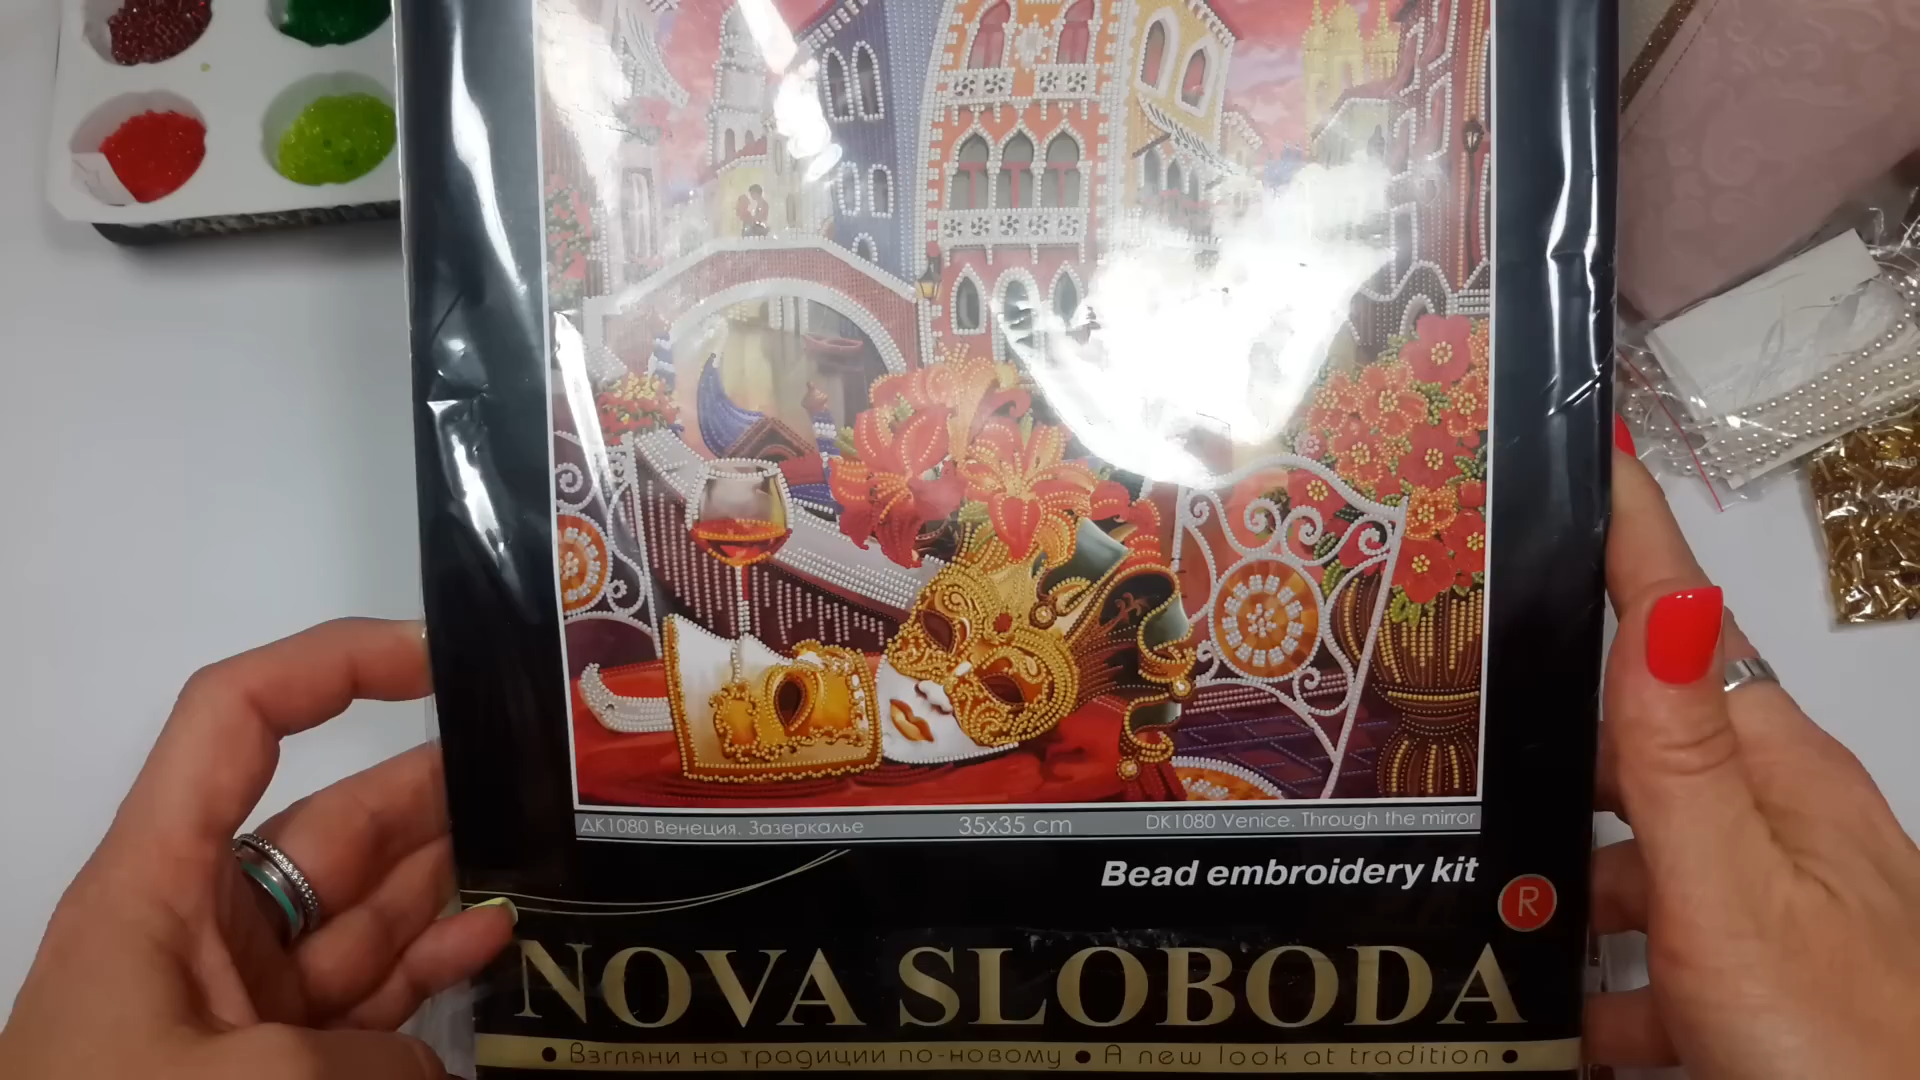 ДК1080 Венеция. Зазеркалье 35x35 cm DK1080 Venice. Through the mirror
Bead embroidery kit
R
NOVA SLOBODA
• Взгляни на традиции по-новому • A new look at tradition •